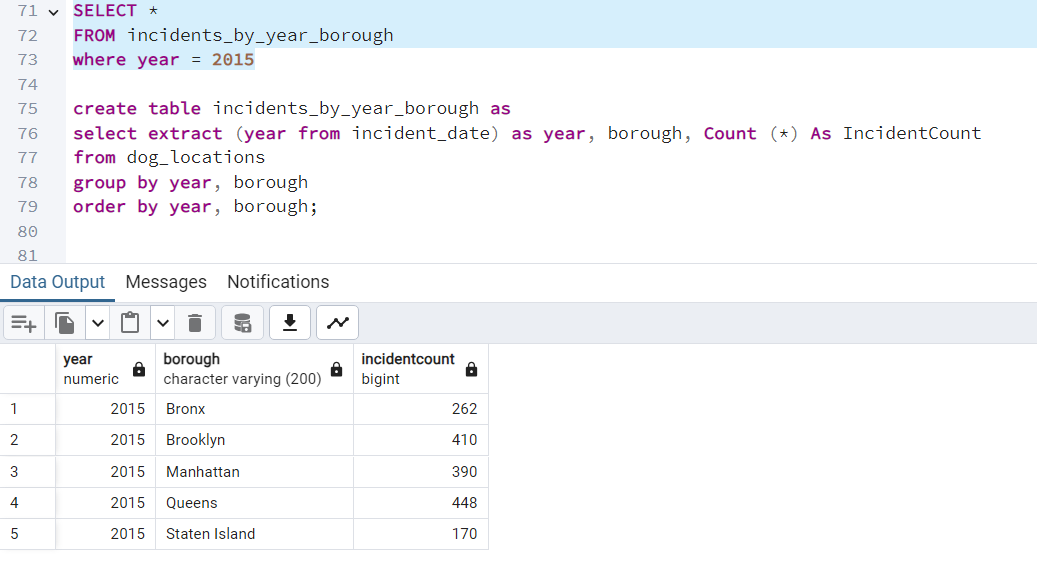 71 SELECT *
72 FROM incidents_by_year_borough
73 where year = 2015
74
75 create table incidents_by_year_borough as
76 select extract (year from incident_date) as year, borough, Count (*) As IncidentCount
77 from dog_locations
78 group by year, borough
79 order by year, borough;
80
81
Data Output Messages Notifications
year borough incidentcount
numeric character varying (200) bigint
1 2015 Bronx 262
2 2015 Brooklyn 410
3 2015 Manhattan 390
4 2015 Queens 448
5 2015 Staten Island 170